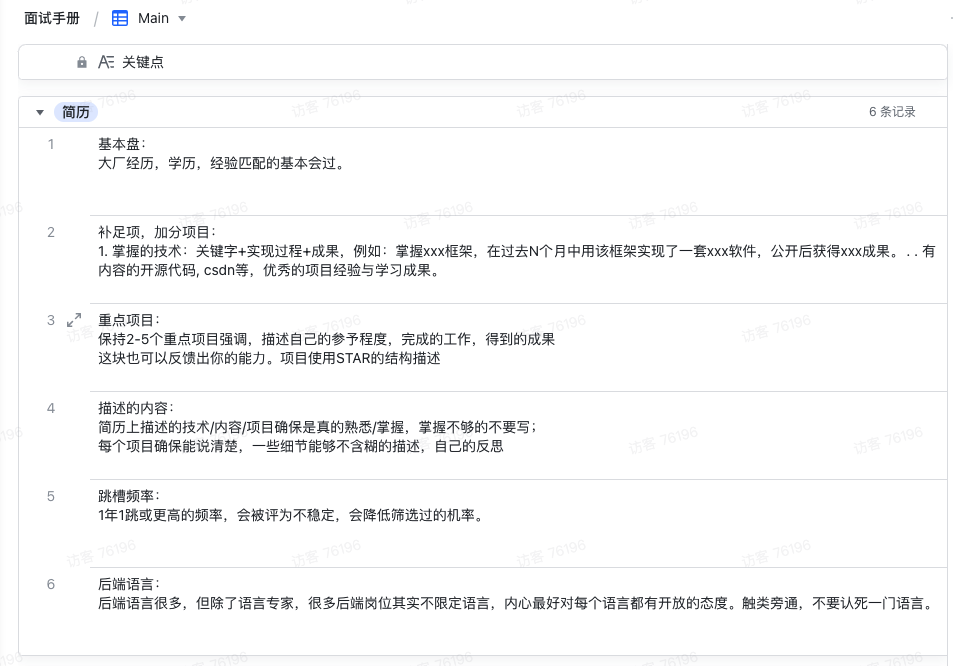 面试手册 / Main
关键点
简历 6 条记录
1 基本盘：
大厂经历，学历，经验匹配的基本会过。
2 补足项，加分项目：
1. 掌握的技术：关键字+实现过程+成果，例如：掌握xxx框架，在过去N个月中用该框架实现了一套xxx软件，公开后获得xxx成果。. . 有
内容的开源代码, csdn等，优秀的项目经验与学习成果。
3 重点项目：
保持2-5个重点项目强调，描述自己的参予程度，完成的工作，得到的成果
这块也可以反馈出你的能力。项目使用STAR的结构描述
4 描述的内容：
简历上描述的技术/内容/项目确保是真的熟悉/掌握，掌握不够的不要写；
每个项目确保能说清楚，一些细节能够不含糊的描述，自己的反思
5 跳槽频率：
1年1跳或更高的频率，会被评为不稳定，会降低筛选过的机率。
6 后端语言：
后端语言很多，但除了语言专家，很多后端岗位其实不限定语言，内心最好对每个语言都有开放的态度。触类旁通，不要认死一门语言。
访客 76196